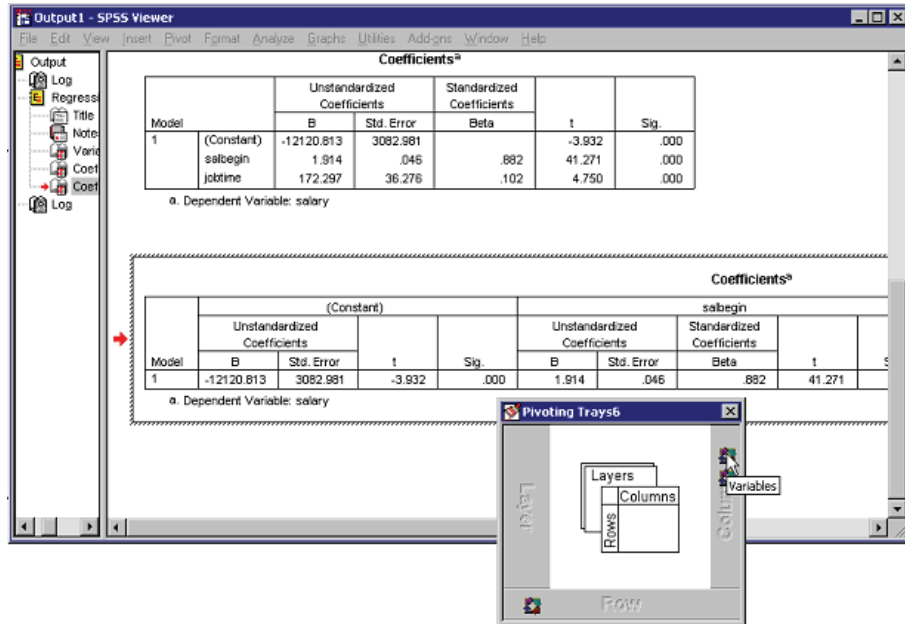 Output1 - SPSS Viewer
File Edit View Insert Pivot Format Analyze Graphs Utilities Add-ons Window Help
Output
Log
Regressi
Title
Note
Varia
Coef
Coef
Log
Coefficientsa
Unstandardized Coefficients
Standardized Coefficients
Model B Std. Error Beta t Sig.
1 (Constant) -12120.813 3082.981 -3.932 .000
salbegin 1.914 .046 .882 41.271 .000
jobtime 172.297 36.276 .102 4.750 .000
a. Dependent Variable: salary
Coefficientsa
(Constant) salbegin
Unstandardized Coefficients
Unstandardized Coefficients
Standardized Coefficients
Model B Std. Error t Sig. B Std. Error Beta t S
1 -12120.813 3082.981 -3.932 .000 1.914 .046 .882 41.271
a. Dependent Variable: salary
Pivoting Trays6
Layer
Layers
Columns
Rows
Variables
Column
Row